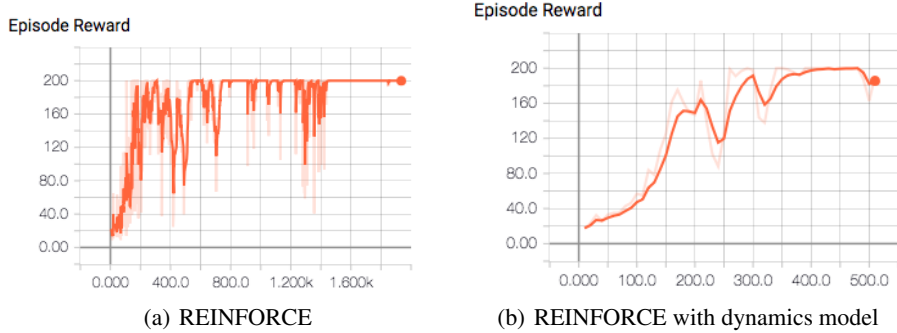 Episode Reward
200
160
120
80.0
40.0
0.00
0.000 400.0 800.0 1.200k 1.600k
(a) REINFORCE
Episode Reward
200
160
120
80.0
40.0
0.00
0.000 100.0 200.0 300.0 400.0 500.0
(b) REINFORCE with dynamics model